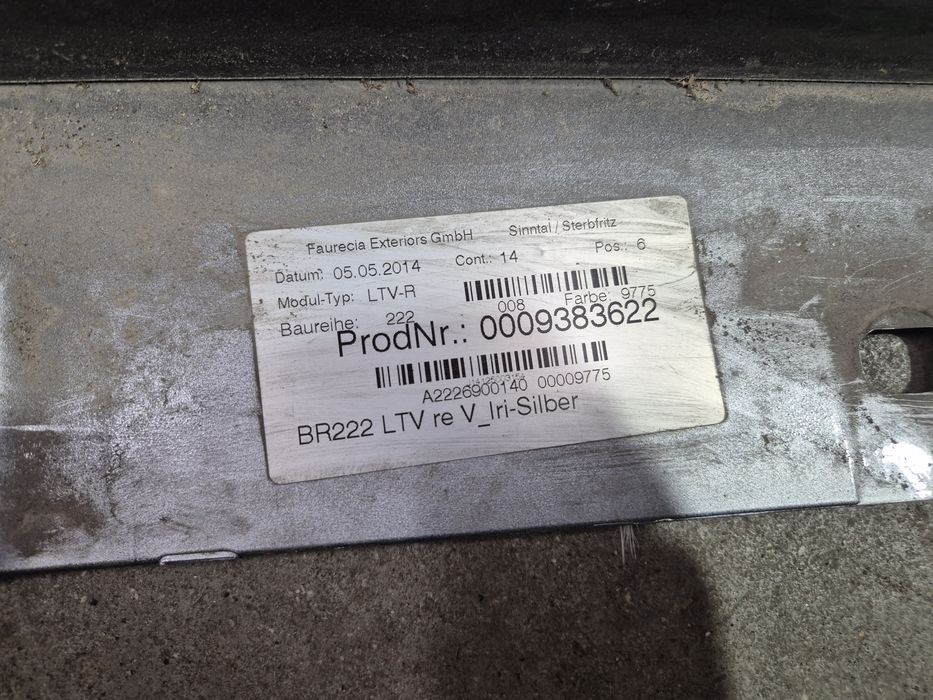 Faurecia Exteriors GmbH Sinntal / Sterbfritz
Datum: 05.05.2014 Cont.: 14 Pos.: 6
Modul-Typ: LTV-R
Baureihe: 222 008 Farbe: 9775
ProdNr.: 0009383622
A2226900140 00009775
BR222 LTV re V_Iri-Silber